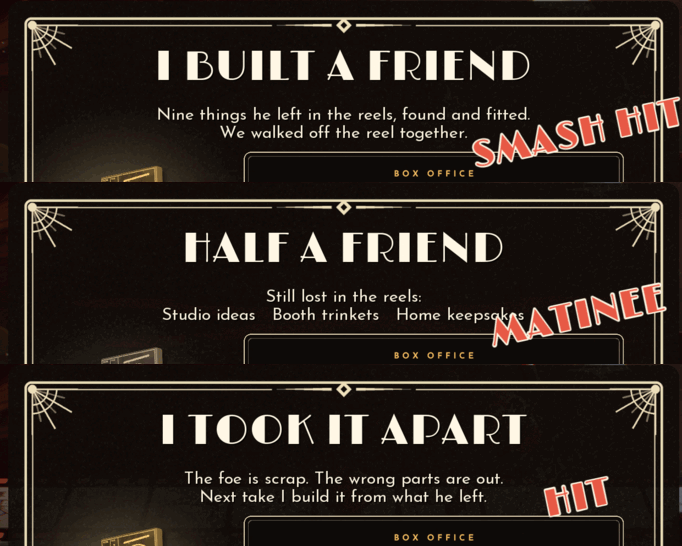 I BUILT A FRIEND
Nine things he left in the reels, found and fitted.
We walked off the reel together.
SMASH HIT
BOX OFFICE
HALF A FRIEND
Still lost in the reels:
Studio ideas Booth trinkets Home keepsakes
MATINEE
BOX OFFICE
I TOOK IT APART
The foe is scrap. The wrong parts are out.
Next take I build it from what he left.
HIT
BOX OFFICE